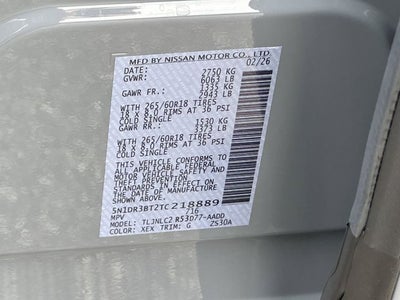 MFD BY NISSAN MOTOR CO., LTD.
DATE: 02/26
GVWR: 2750 KG
6063 LB
GAWR FR.: 1335 KG
2943 LB
WITH 265/60R18 TIRES
18 x 8.0 RIMS AT 36 PSI
COLD SINGLE
GAWR RR.: 1530 KG
3373 LB
WITH 265/60R18 TIRES
18 x 8.0 RIMS AT 36 PSI
COLD SINGLE
THIS VEHICLE CONFORMS TO
ALL APPLICABLE FEDERAL
MOTOR VEHICLE SAFETY AND
THEFT PREVENTION
STANDARDS IN EFFECT ON
THE DATE OF MANUFACTURE
5N1DR3BT2TC218889
MPV /16
MODEL: TLJNLC2 R53D77-AADD
COLOR: XEX TRIM: G ZS30A